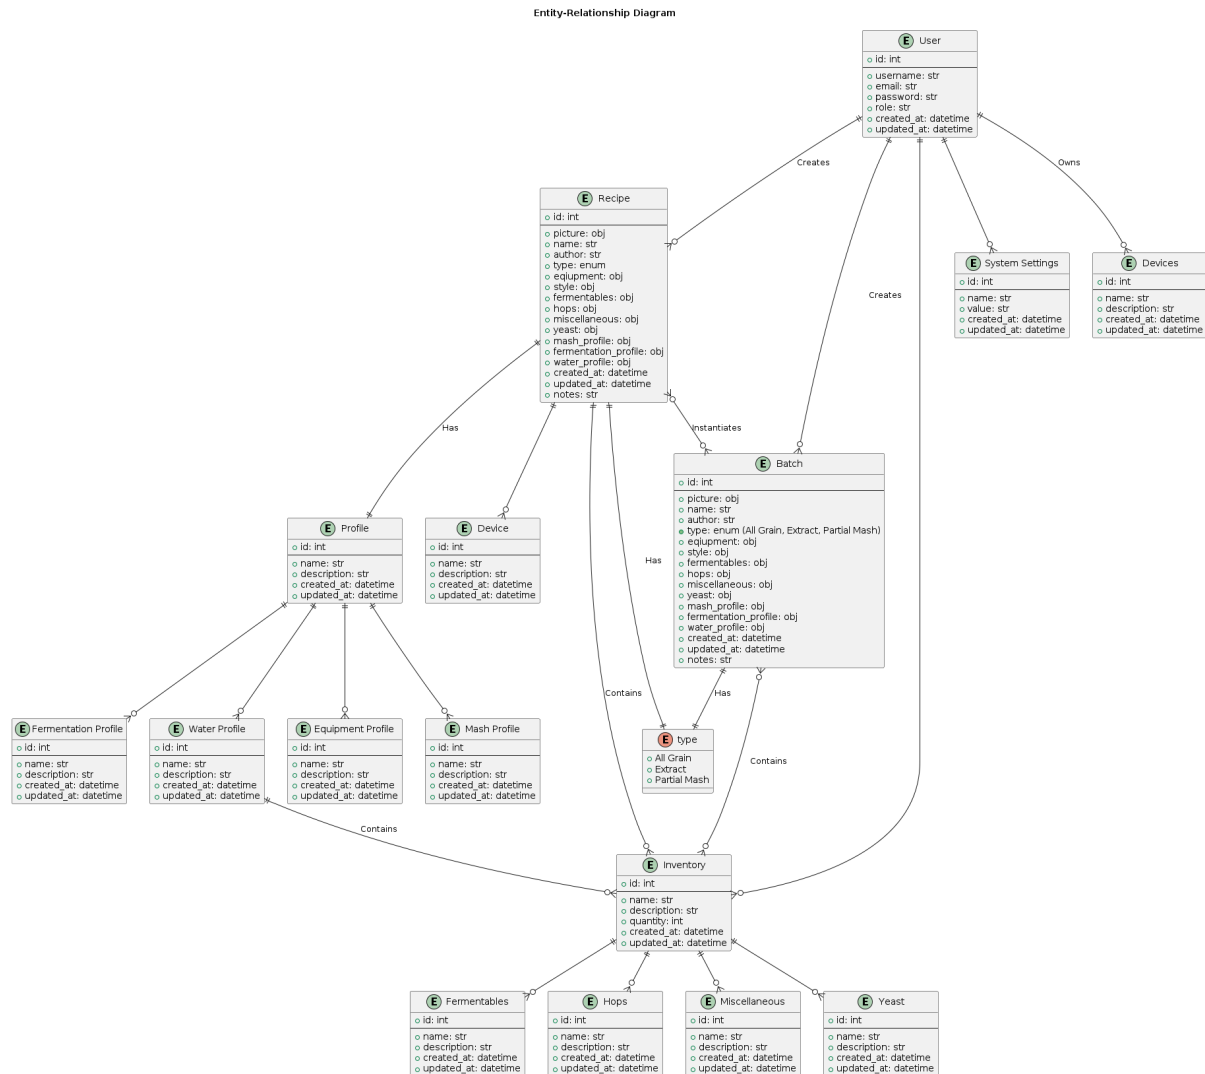 Entity-Relationship Diagram
E User
id: int
username: str
email: str
password: str
role: str
created_at: datetime
updated_at: datetime
Creates
Owns
E Recipe
id: int
picture: obj
name: str
author: str
type: enum
eqiupment: obj
style: obj
fermentables: obj
hops: obj
miscellaneous: obj
yeast: obj
mash_profile: obj
fermentation_profile: obj
water_profile: obj
created_at: datetime
updated_at: datetime
notes: str
E System Settings
id: int
name: str
value: str
created_at: datetime
updated_at: datetime
E Devices
id: int
name: str
description: str
created_at: datetime
updated_at: datetime
Creates
Has
Instantiates
E Batch
id: int
picture: obj
name: str
author: str
type: enum (All Grain, Extract, Partial Mash)
eqiupment: obj
style: obj
fermentables: obj
hops: obj
miscellaneous: obj
yeast: obj
mash_profile: obj
fermentation_profile: obj
water_profile: obj
created_at: datetime
updated_at: datetime
notes: str
E Profile
id: int
name: str
description: str
created_at: datetime
updated_at: datetime
E Device
id: int
name: str
description: str
created_at: datetime
updated_at: datetime
Has
Contains
Has
E Fermentation Profile
id: int
name: str
description: str
created_at: datetime
updated_at: datetime
E Water Profile
id: int
name: str
description: str
created_at: datetime
updated_at: datetime
E Equipment Profile
id: int
name: str
description: str
created_at: datetime
updated_at: datetime
E Mash Profile
id: int
name: str
description: str
created_at: datetime
updated_at: datetime
E type
All Grain
Extract
Partial Mash
Contains
Contains
E Inventory
id: int
name: str
description: str
quantity: int
created_at: datetime
updated_at: datetime
E Fermentables
id: int
name: str
description: str
created_at: datetime
updated_at: datetime
E Hops
id: int
name: str
description: str
created_at: datetime
updated_at: datetime
E Miscellaneous
id: int
name: str
description: str
created_at: datetime
updated_at: datetime
E Yeast
id: int
name: str
description: str
created_at: datetime
updated_at: datetime